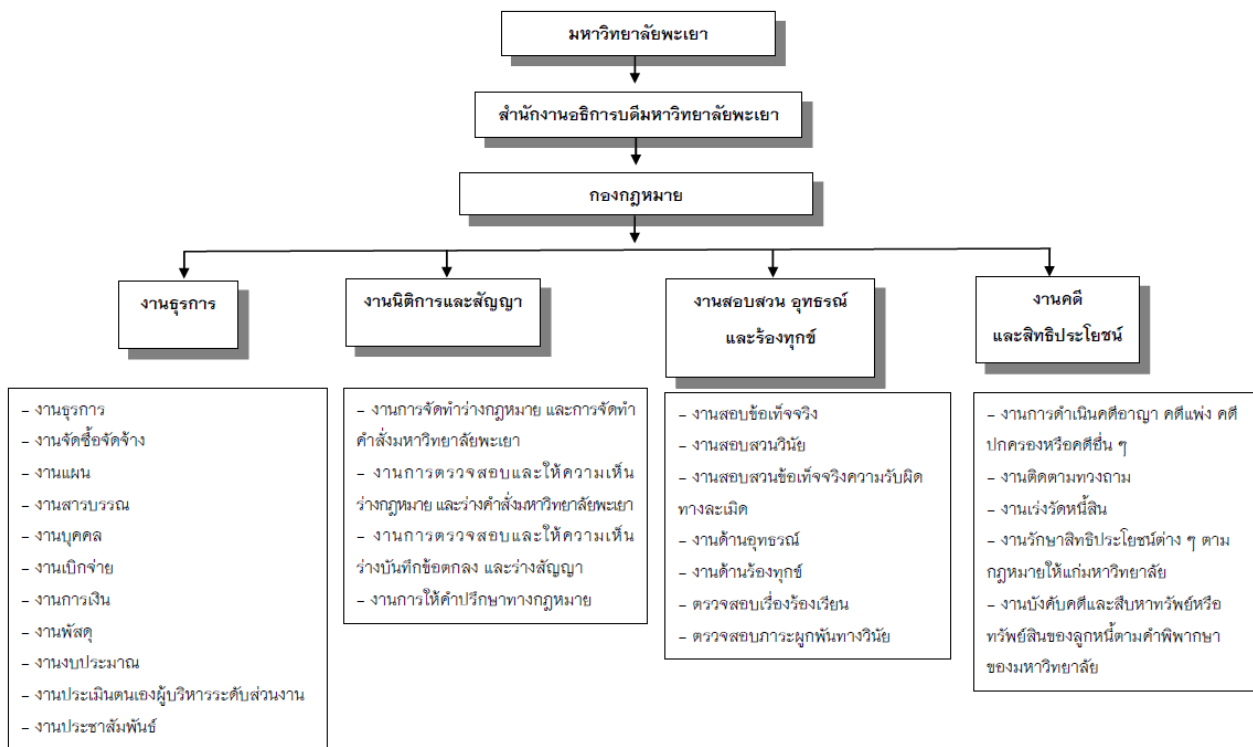 มหาวิทยาลัยพะเยา
สำนักงานอธิการบดีมหาวิทยาลัยพะเยา
กองกฎหมาย
งานธุรการ
งานนิติการและสัญญา
งานสอบสวน อุทธรณ์
และร้องทุกข์
งานคดี
และสิทธิประโยชน์
– งานธุรการ
– งานจัดซื้อจัดจ้าง
– งานแผน
– งานสารบรรณ
– งานบุคคล
– งานเบิกจ่าย
– งานการเงิน
– งานพัสดุ
– งานงบประมาณ
– งานประเมินตนเองผู้บริหารระดับส่วนงาน
– งานประชาสัมพันธ์
– งานการจัดทำร่างกฎหมาย และการจัดทำ
คำสั่งมหาวิทยาลัยพะเยา
– งานการตรวจสอบและให้ความเห็น
ร่างกฎหมาย และร่างคำสั่งมหาวิทยาลัยพะเยา
– งานการตรวจสอบและให้ความเห็น
ร่างบันทึกข้อตกลง และร่างสัญญา
– งานการให้คำปรึกษาทางกฎหมาย
– งานสอบข้อเท็จจริง
– งานสอบสวนวินัย
– งานสอบสวนข้อเท็จจริงความรับผิด
ทางละเมิด
– งานด้านอุทธรณ์
– งานด้านร้องทุกข์
– ตรวจสอบเรื่องร้องเรียน
– ตรวจสอบภาระผูกพันทางวินัย
– งานการดำเนินคดีอาญา คดีแพ่ง คดี
ปกครองหรือคดีอื่น ๆ
– งานติดตามทวงถาม
– งานเร่งรัดหนี้สิน
– งานรักษาสิทธิประโยชน์ต่าง ๆ ตาม
กฎหมายให้แก่มหาวิทยาลัย
– งานบังคับคดีและสืบหาทรัพย์หรือ
ทรัพย์สินของลูกหนี้ตามคำพิพากษา
ของมหาวิทยาลัย